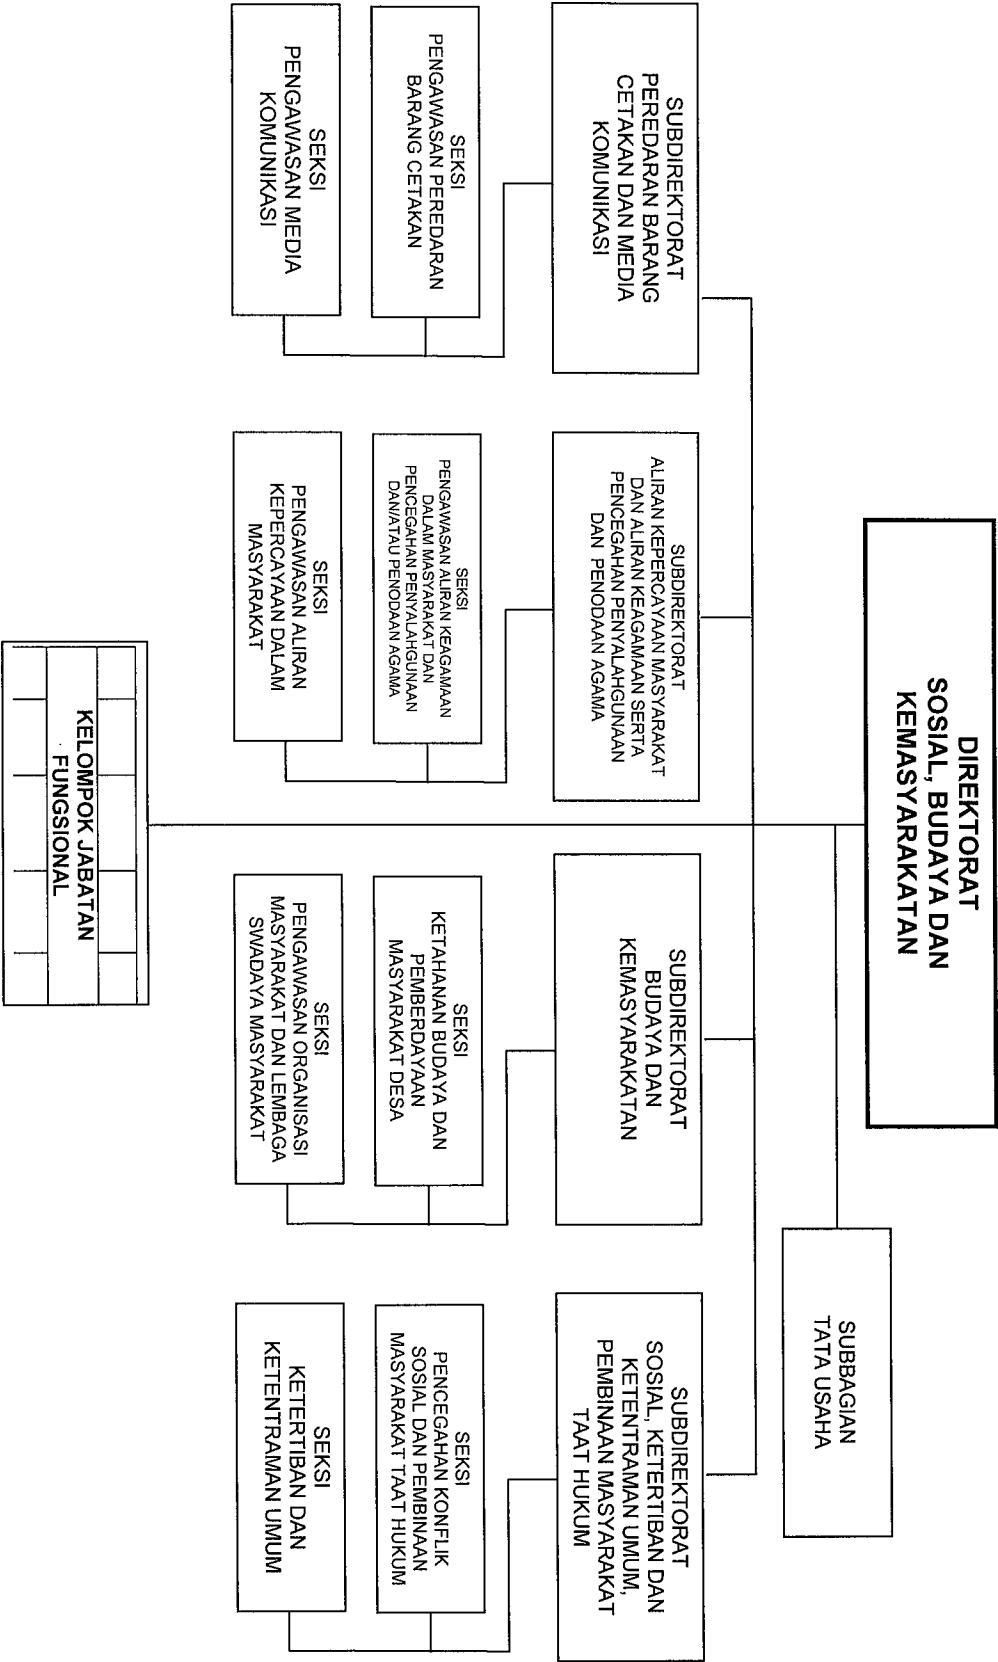 DIREKTORAT
SOSIAL, BUDAYA DAN
KEMASYARAKATAN
SUBBAGIAN
TATA USAHA
SUBDIREKTORAT
PEREDARAN BARANG
CETAKAN DAN MEDIA
KOMUNIKASI
SUBDIREKTORAT
ALIRAN KEPERCAYAAN MASYARAKAT
DAN ALIRAN KEAGAMAAN SERTA
PENCEGAHAN PENYALAHGUNAAN
DAN PENODAAN AGAMA
SUBDIREKTORAT
BUDAYA DAN
KEMASYARAKATAN
SUBDIREKTORAT
SOSIAL, KETERTIBAN DAN
KETENTRAMAN UMUM,
PEMBINAAN MASYARAKAT
TAAT HUKUM
SEKSI
PENGAWASAN PEREDARAN
BARANG CETAKAN
SEKSI
PENGAWASAN ALIRAN KEAGAMAAN
DALAM MASYARAKAT DAN
PENCEGAHAN PENYALAHGUNAAN
DAN/ATAU PENODAAN AGAMA
SEKSI
KETAHANAN BUDAYA DAN
PEMBERDAYAAN
MASYARAKAT DESA
SEKSI
PENCEGAHAN KONFLIK
SOSIAL DAN PEMBINAAN
MASYARAKAT TAAT HUKUM
SEKSI
PENGAWASAN MEDIA
KOMUNIKASI
SEKSI
PENGAWASAN ALIRAN
KEPERCAYAAN DALAM
MASYARAKAT
SEKSI
PENGAWASAN ORGANISASI
MASYARAKAT DAN LEMBAGA
SWADAYA MASYARAKAT
SEKSI
KETERTIBAN DAN
KETENTRAMAN UMUM
KELOMPOK JABATAN
FUNGSIONAL